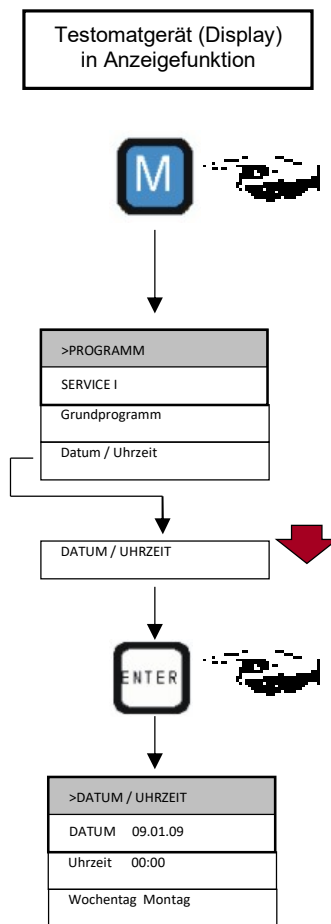 Testomatgerät (Display)
in Anzeigefunktion
M
>PROGRAMM
SERVICE I
Grundprogramm
Datum / Uhrzeit
DATUM / UHRZEIT
ENTER
>DATUM / UHRZEIT
DATUM 09.01.09
Uhrzeit 00:00
Wochentag Montag